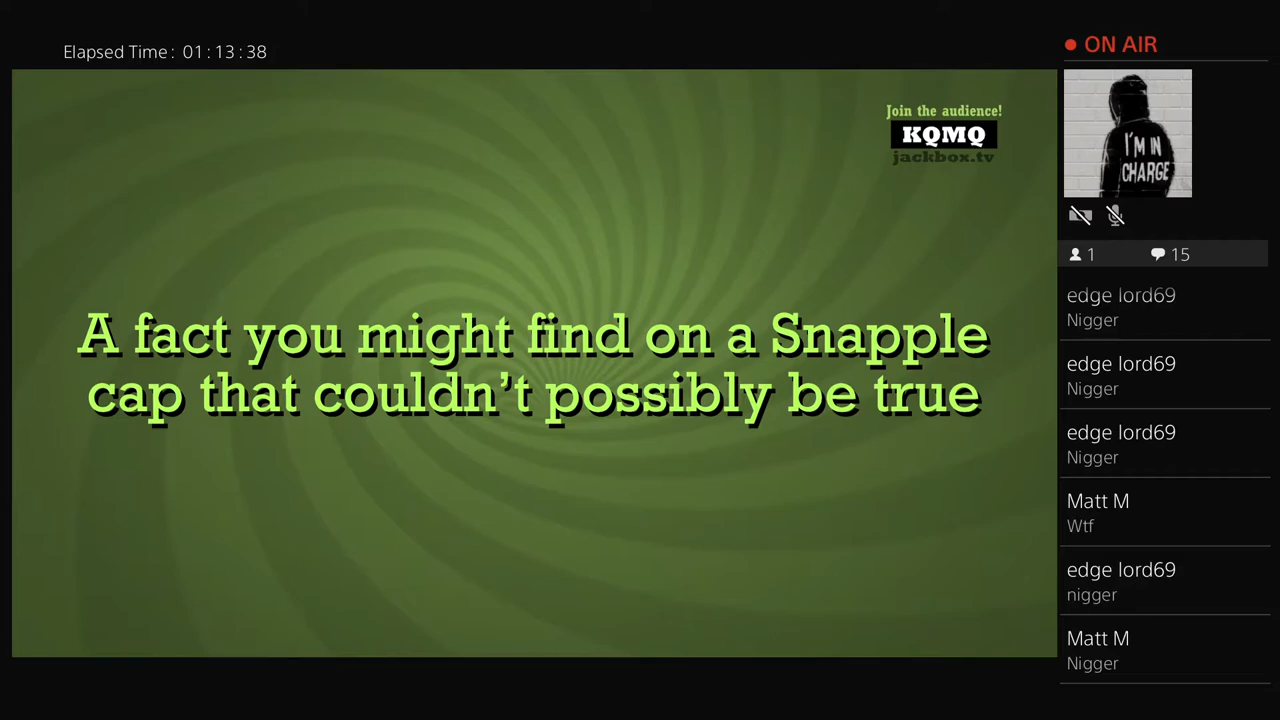 Elapsed Time: 01:13:38
ON AIR
Join the audience!
KQMQ
jackbox.tv
I'M IN
CHARGE
1 15
A fact you might find on a Snapple
cap that couldn't possibly be true
edge lord69
Nigger
edge lord69
Nigger
edge lord69
Nigger
Matt M
Wtf
edge lord69
nigger
Matt M
Nigger